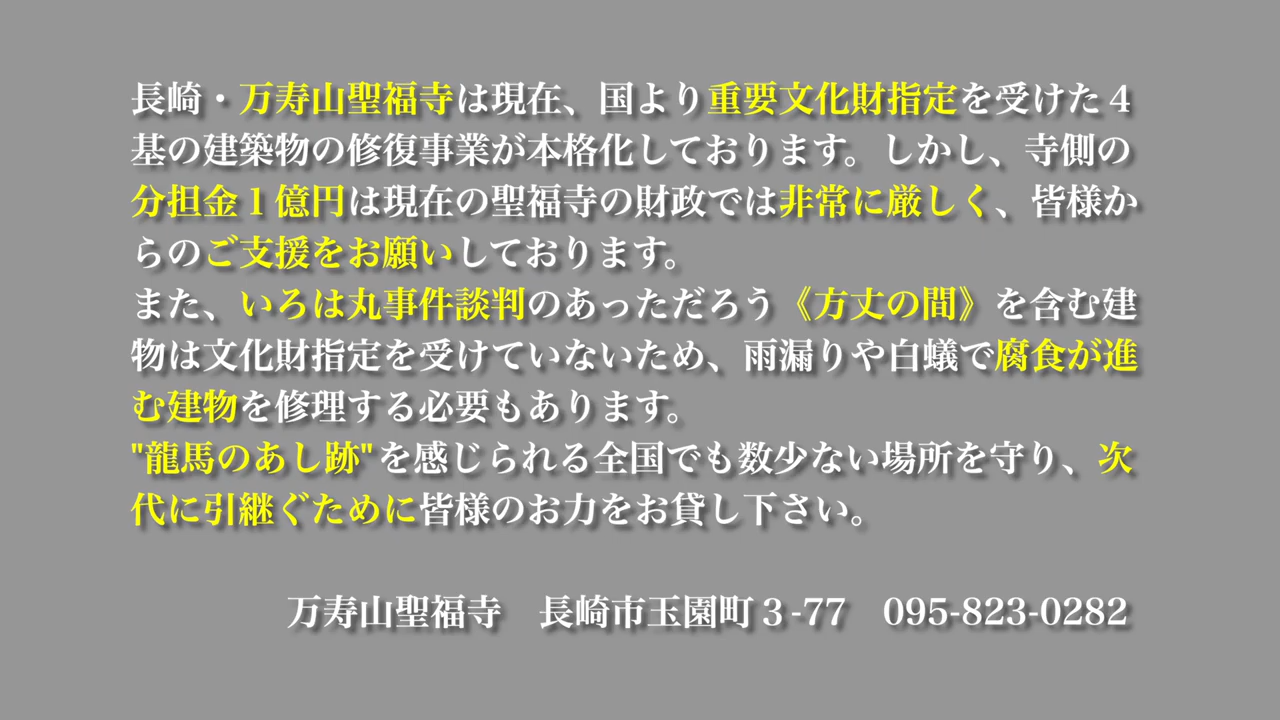 長崎・万寿山聖福寺は現在、国より重要文化財指定を受けた４
基の建築物の修復事業が本格化しております。しかし、寺側の
分担金１億円は現在の聖福寺の財政では非常に厳しく、皆様か
らのご支援をお願いしております。
また、いろは丸事件談判のあっただろう《方丈の間》を含む建
物は文化財指定を受けていないため、雨漏りや白蟻で腐食が進
む建物を修理する必要もあります。
"龍馬のあし跡"を感じられる全国でも数少ない場所を守り、次
代に引継ぐために皆様のお力をお貸し下さい。
万寿山聖福寺　長崎市玉園町３-77　095-823-0282